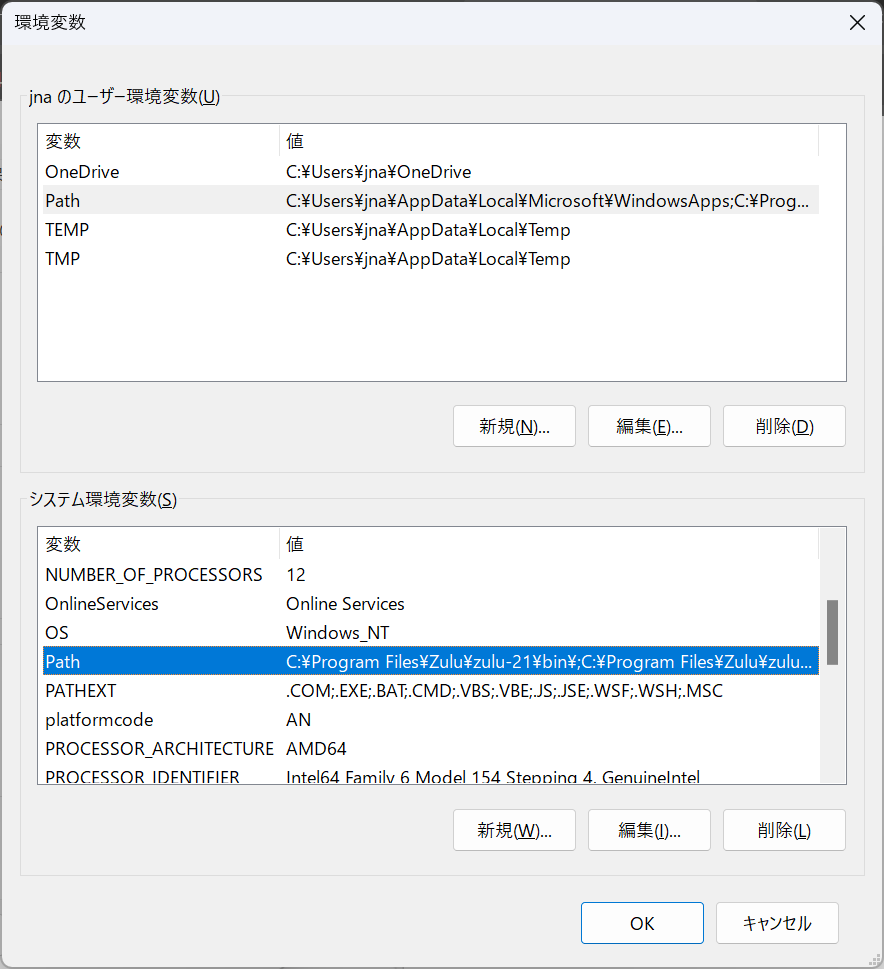 環境変数
jna のユーザー環境変数(U)
変数 値
OneDrive C:¥Users¥jna¥OneDrive
Path C:¥Users¥jna¥AppData¥Local¥Microsoft¥WindowsApps;C:¥Prog...
TEMP C:¥Users¥jna¥AppData¥Local¥Temp
TMP C:¥Users¥jna¥AppData¥Local¥Temp
新規(N)... 編集(E)... 削除(D)
システム環境変数(S)
変数 値
NUMBER_OF_PROCESSORS 12
OnlineServices Online Services
OS Windows_NT
Path C:¥Program Files¥Zulu¥zulu-21¥bin¥;C:¥Program Files¥Zulu¥zulu...
PATHEXT .COM;.EXE;.BAT;.CMD;.VBS;.VBE;.JS;.JSE;.WSF;.WSH;.MSC
platformcode AN
PROCESSOR_ARCHITECTURE AMD64
PROCESSOR_IDENTIFIER Intel64 Family 6 Model 154 Stepping 4, GenuineIntel
新規(W)... 編集(I)... 削除(L)
OK キャンセル